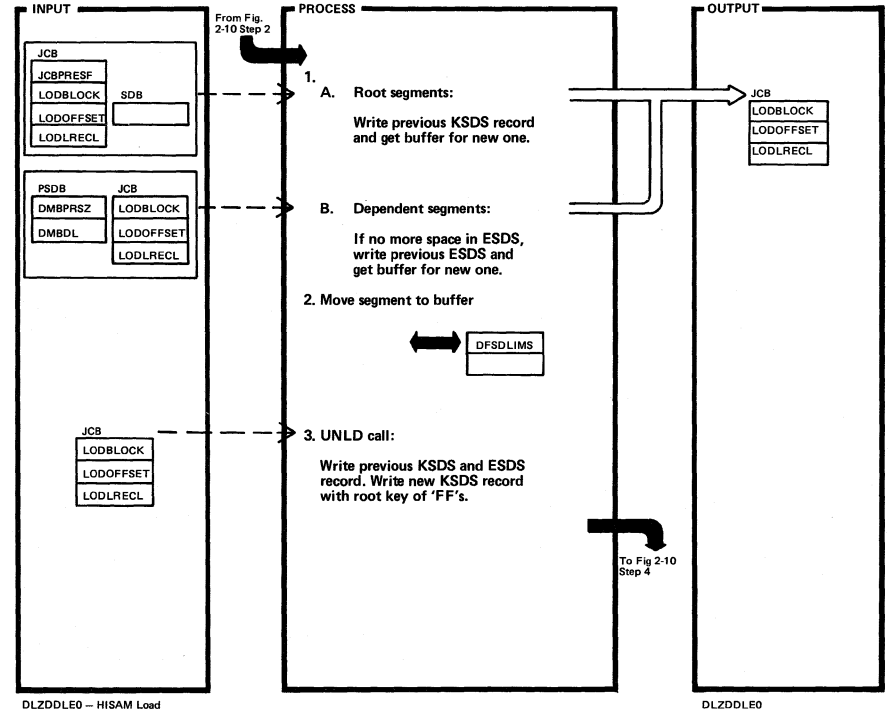 INPUT
JCB
JCBPRESF
LODBLOCK
LODOFFSET
LODLRECL
SDB
PSDB
DMBPRSZ
DMBDL
JCB
LODBLOCK
LODOFFSET
LODLRECL
JCB
LODBLOCK
LODOFFSET
LODLRECL
From Fig.
2-10 Step 2
PROCESS
1.
A. Root segments:
Write previous KSDS record
and get buffer for new one.
B. Dependent segments:
If no more space in ESDS,
write previous ESDS and
get buffer for new one.
2. Move segment to buffer
DFSDLIMS
3. UNLD call:
Write previous KSDS and ESDS
record. Write new KSDS record
with root key of 'FF's.
To Fig 2-10
Step 4
OUTPUT
JCB
LODBLOCK
LODOFFSET
LODLRECL
DLZDDLE0 – HISAM Load
DLZDDLE0